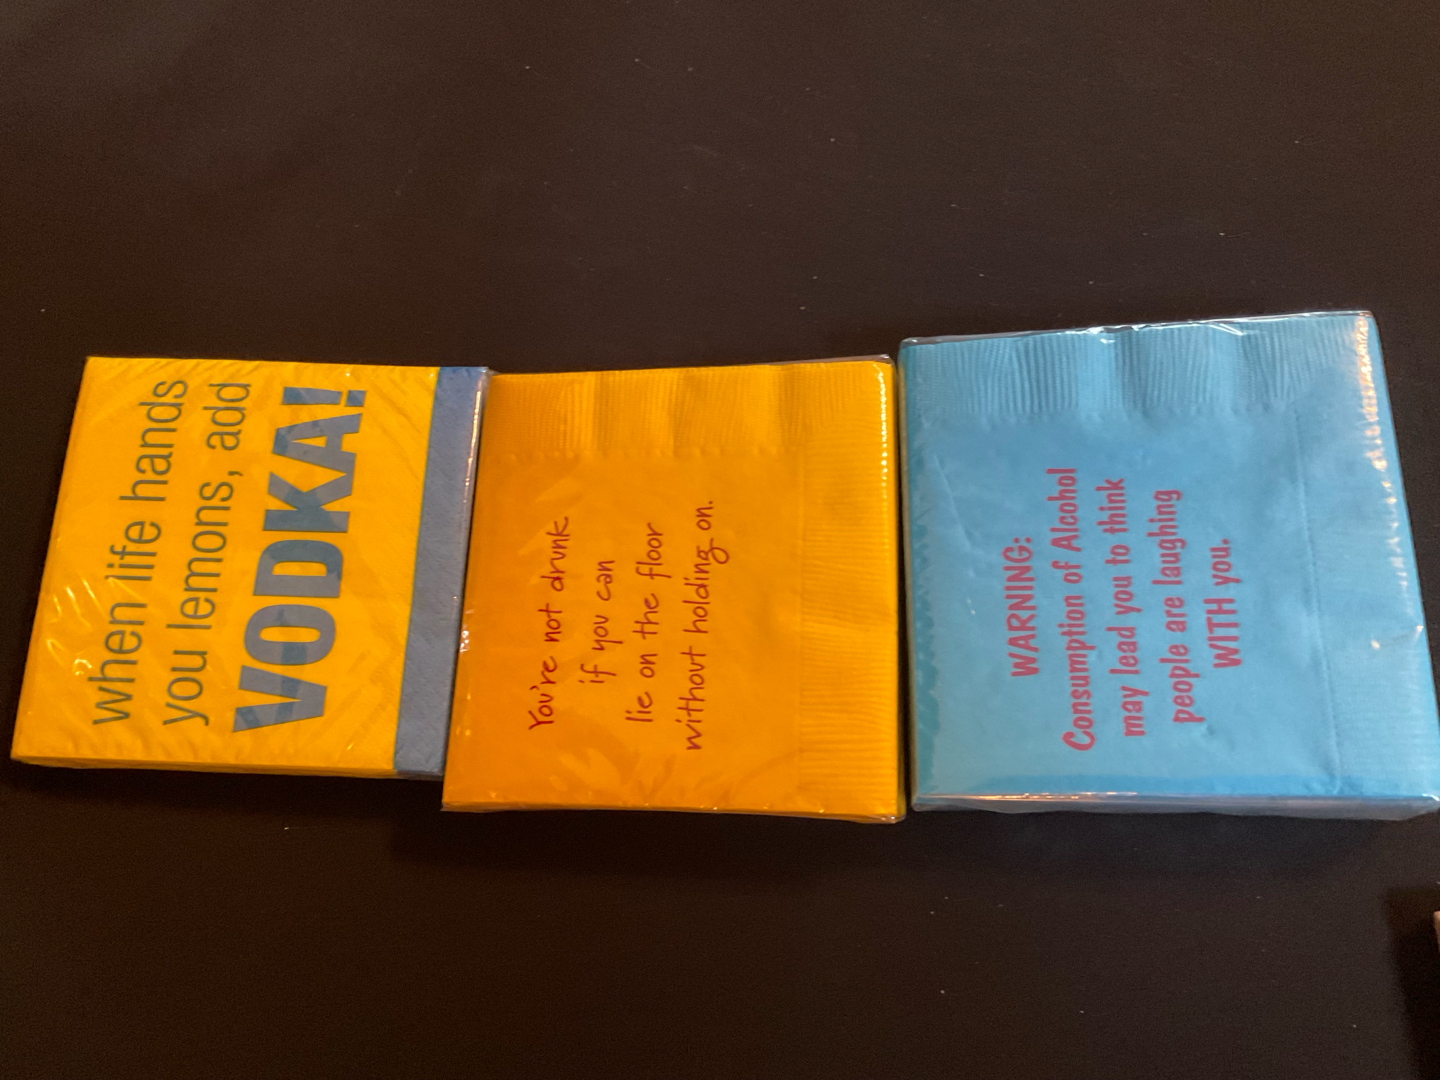 when life hands
you lemons, add
VODKA!
You're not drunk
if you can
lie on the floor
without holding on.
WARNING:
Consumption of Alcohol
may lead you to think
people are laughing
WITH you.